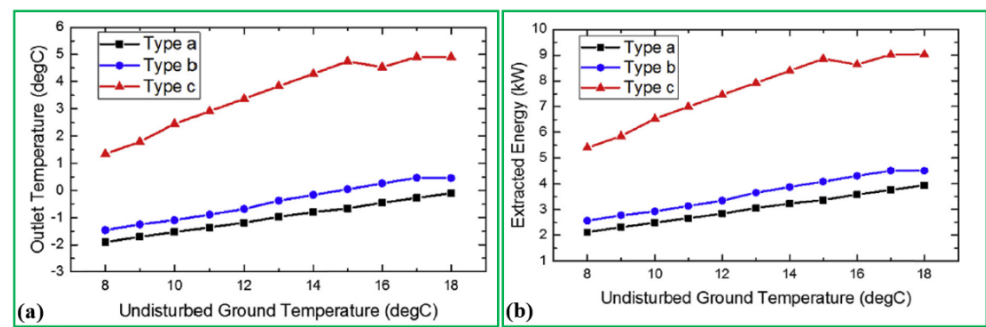 6
5
4
3
2
1
0
-1
-2
-3
Outlet Temperature (degC)
Type a
Type b
Type c
8 10 12 14 16 18
Undisturbed Ground Temperature (degC)
(a)
10
9
8
7
6
5
4
3
2
1
Extracted Energy (kW)
Type a
Type b
Type c
8 10 12 14 16 18
Undisturbed Ground Temperature (degC)
(b)